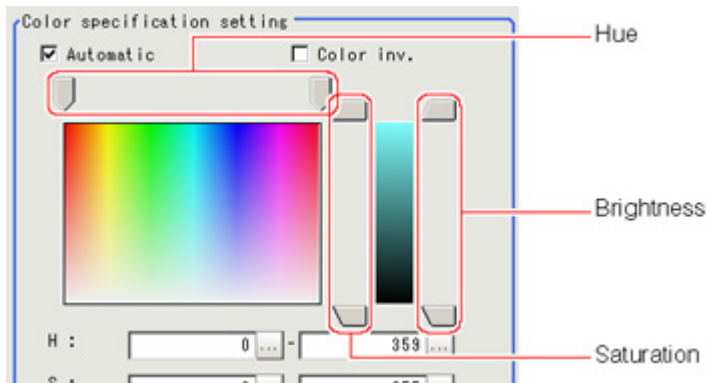 Color specification setting
Hue
Automatic
Color inv.
Brightness
H : 0 ... - 359 ...
Saturation